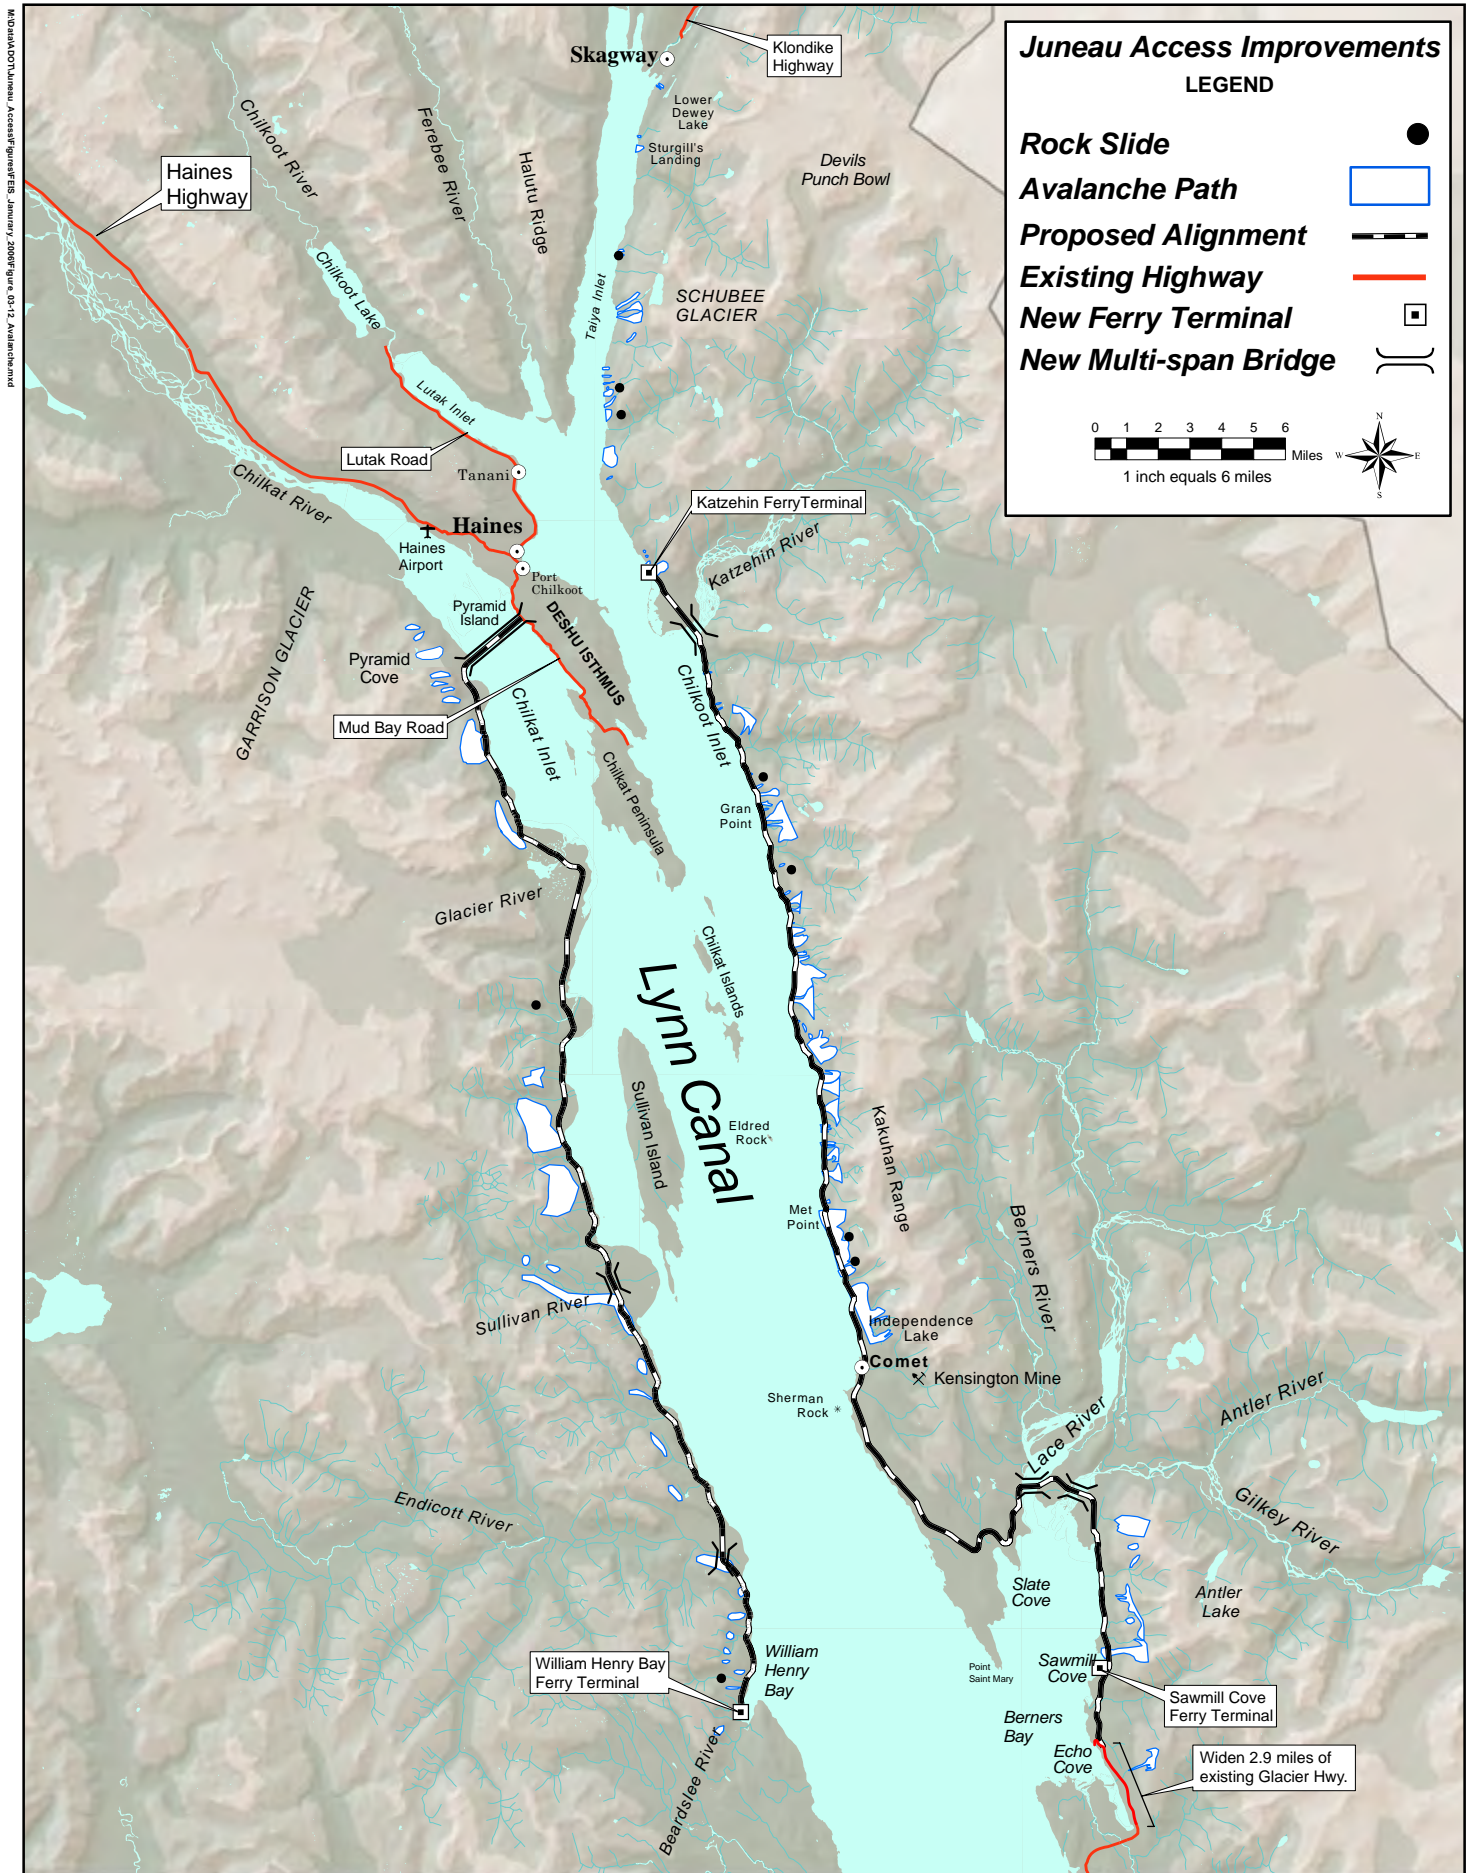 M:\Data\ADOT\Juneau_Access\Figures\FEIS_Janurary_2006\Figure_03-12_Avalanche.mxd
Juneau Access Improvements
LEGEND
Rock Slide
Avalanche Path
Proposed Alignment
Existing Highway
New Ferry Terminal
New Multi-span Bridge
0 1 2 3 4 5 6
Miles
1 inch equals 6 miles
N
W
E
S
Skagway
Klondike
Highway
Lower
Dewey
Lake
Sturgill's
Landing
Devils
Punch Bowl
Chilkoot River
Ferebee River
Halutu Ridge
Haines
Highway
Chilkoot Lake
Taiya Inlet
SCHUBEE
GLACIER
Lutak Inlet
Lutak Road
Tanani
Chilkat River
Katzehin FerryTerminal
Haines
Haines
Airport
Katzehin River
Port
Chilkoot
Pyramid
Island
DESHU ISTHMUS
GARRISON GLACIER
Pyramid
Cove
Mud Bay Road
Chilkat Inlet
Chilkoot Inlet
Chilkat Peninsula
Gran
Point
Glacier River
Chilkat Islands
Lynn Canal
Sullivan Island
Eldred
Rock
Kakuhan Range
Met
Point
Berners River
Sullivan River
Independence
Lake
Comet
Kensington Mine
Sherman
Rock
Antler River
Lace River
Endicott River
Gilkey River
Slate
Cove
Antler
Lake
William
Henry
Bay
William Henry Bay
Ferry Terminal
Point
Saint Mary
Sawmill
Cove
Sawmill Cove
Ferry Terminal
Berners
Bay
Echo
Cove
Widen 2.9 miles of
existing Glacier Hwy.
Beardslee River